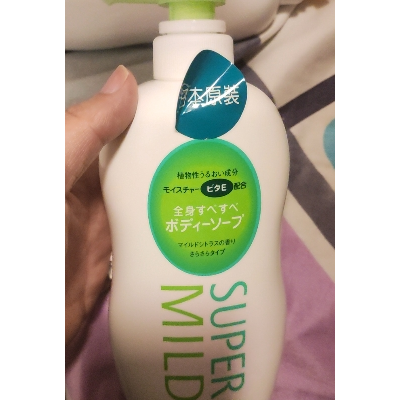 本原裝
植物性うるおい成分
モイスチャー ビタE 配合
全身すべすべ
ボディーソープ
マイルドシトラスの香り
さらさらタイプ
SUPER
MILD